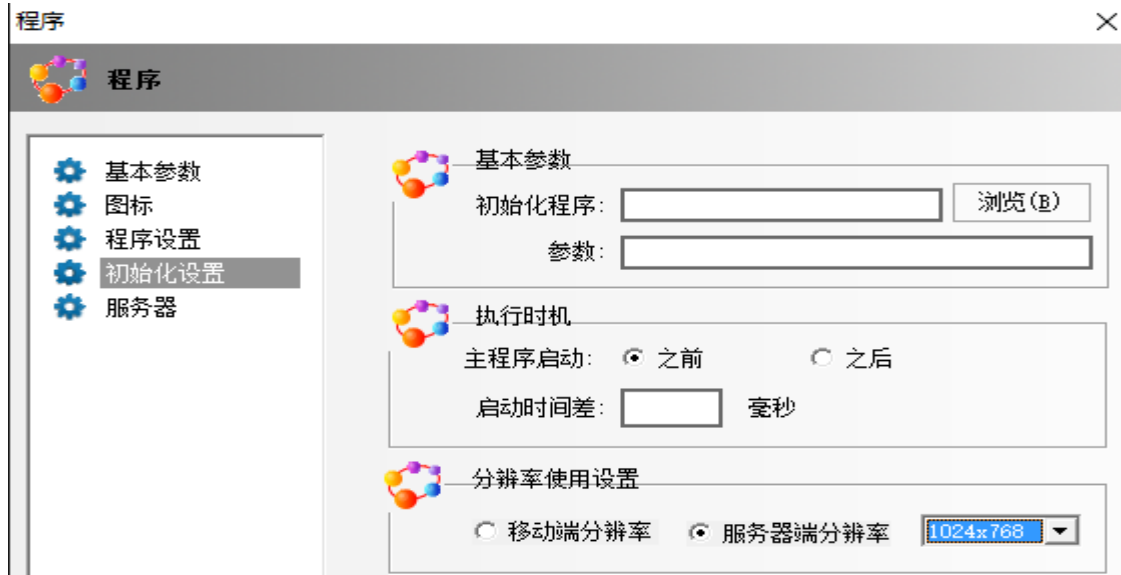 程序
程序
基本参数
图标
程序设置
初始化设置
服务器
基本参数
初始化程序: 浏览(B)
参数:
执行时机
主程序启动: 之前 之后
启动时间差: 毫秒
分辨率使用设置
移动端分辨率 服务器端分辨率 1024x768